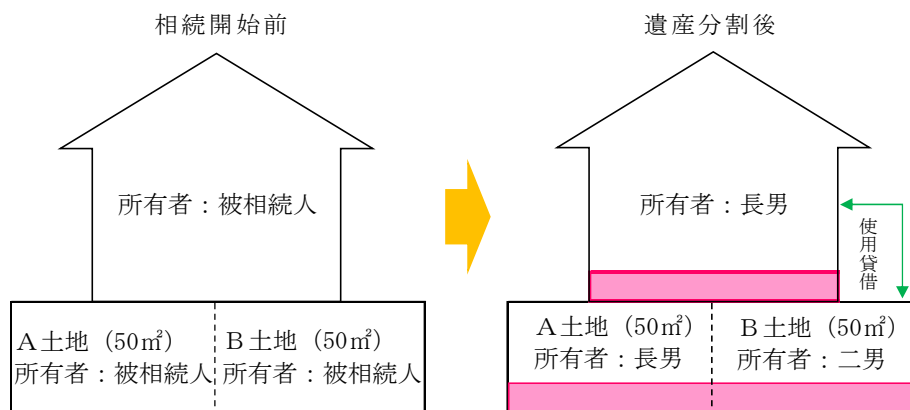 相続開始前
遺産分割後
所有者：被相続人
所有者：長男
使用貸借
A土地（50㎡）
所有者：被相続人
B土地（50㎡）
所有者：被相続人
A土地（50㎡）
所有者：長男
B土地（50㎡）
所有者：二男